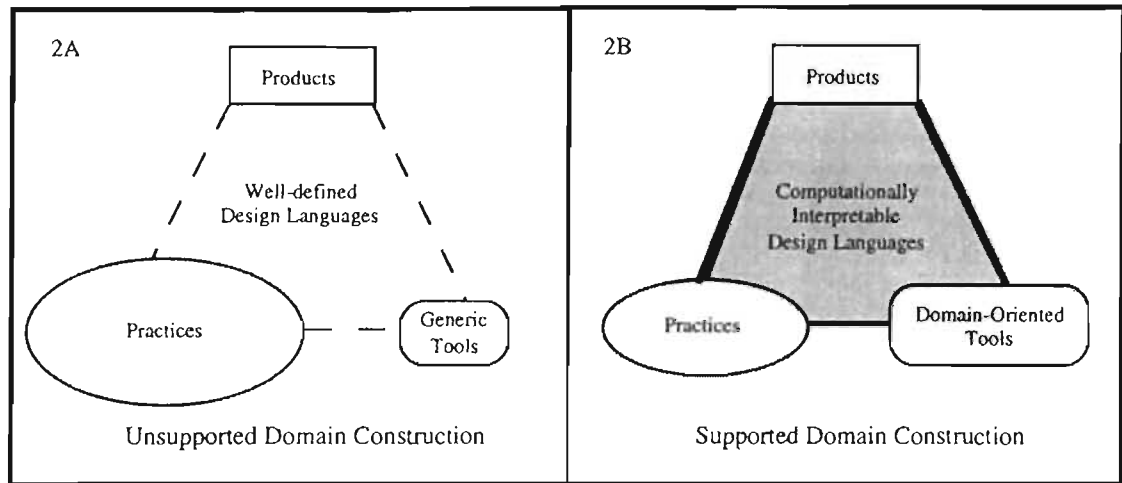 2A
Products
Well-defined
Design Languages
Practices
Generic
Tools
Unsupported Domain Construction
2B
Products
Computationally
Interpretable
Design Languages
Practices
Domain-Oriented
Tools
Supported Domain Construction